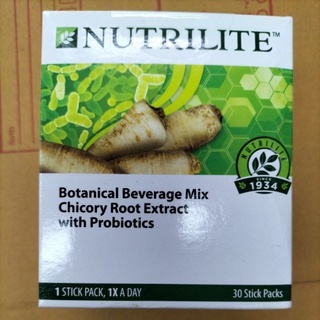 NUTRILITE™
NUTRILITE
SINCE
1934
Botanical Beverage Mix
Chicory Root Extract
with Probiotics
1 STICK PACK, 1X A DAY
30 Stick Packs